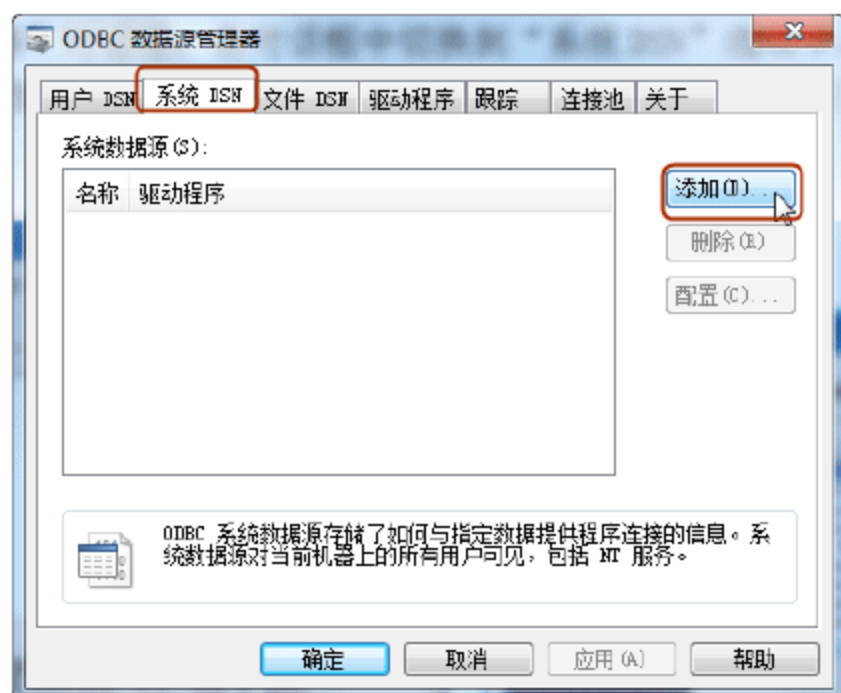 ODBC 数据源管理器
用户 DSN 系统 DSN 文件 DSN 驱动程序 跟踪 连接池 关于
系统数据源(S):
名称 驱动程序
添加(D)...
删除(R)
配置(C)...
ODBC 系统数据源存储了如何与指定数据提供程序连接的信息。系
统数据源对当前机器上的所有用户可见，包括 NT 服务。
确定 取消 应用(A) 帮助